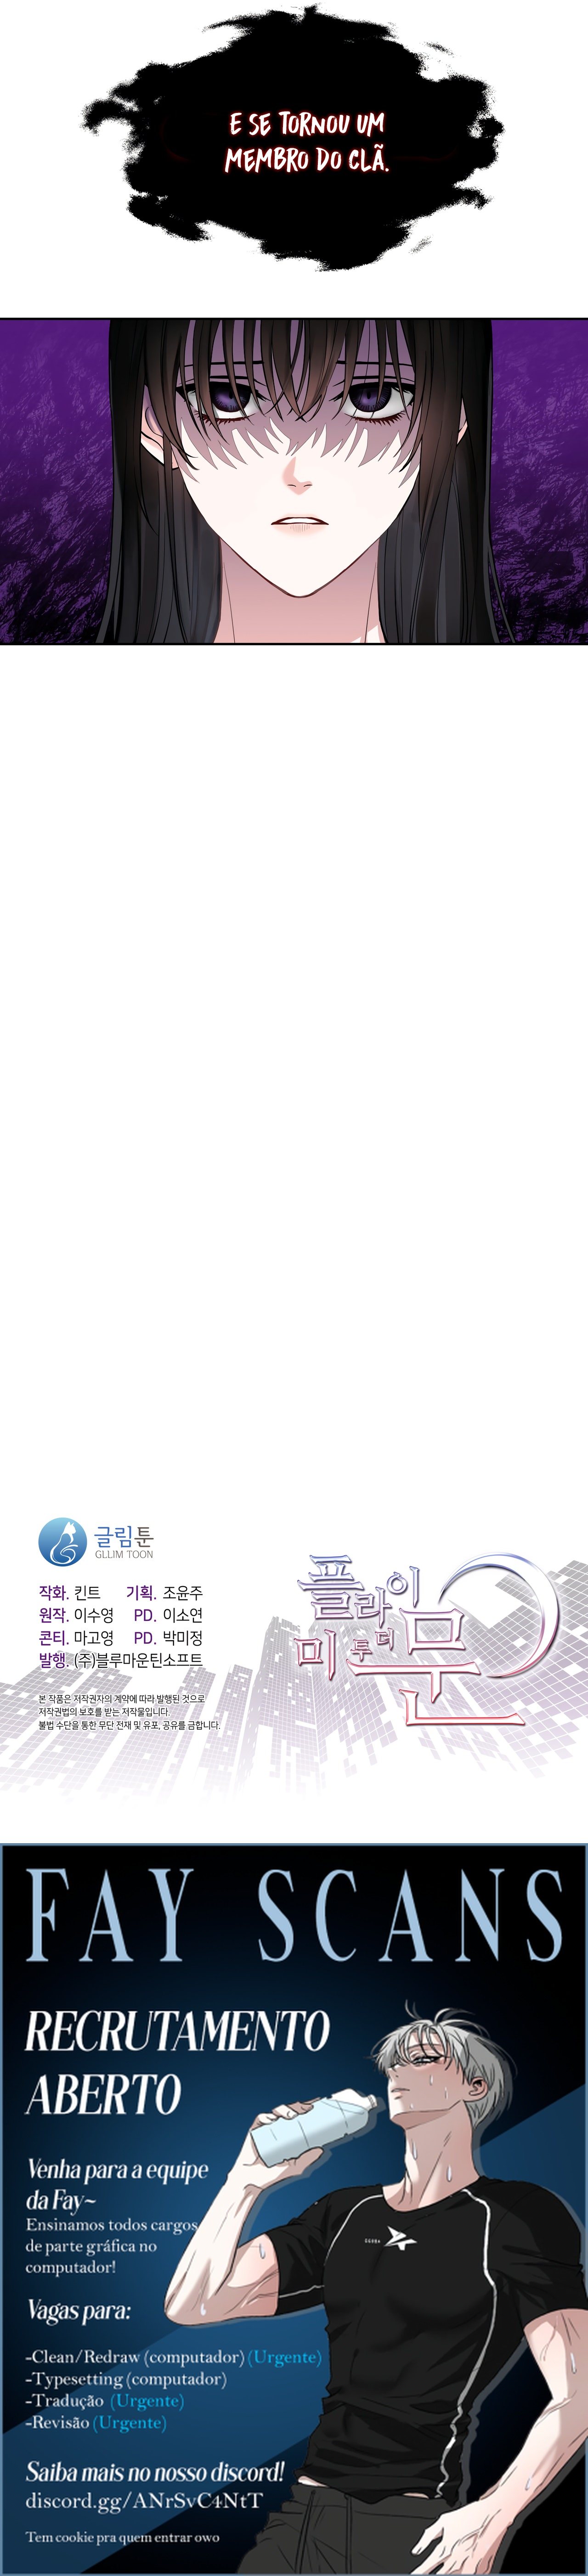 E SE TORNOU UM
MEMBRO DO CLÃ.
글림툰
GLLIM TOON
작화. 킨트 기획. 조윤주
원작. 이수영 PD. 이소연
콘티. 마고영 PD. 박미정
발행. (주)블루마운틴소프트
본 작품은 저작권자의 계약에 따라 발행된 것으로
저작권법의 보호를 받는 저작물입니다.
불법 수단을 통한 무단 전재 및 유포, 공유를 금합니다.
플라이
미 투 더 문
FAY SCANS
RECRUTAMENTO
ABERTO
Venha para a equipe
da Fay~
Ensinamos todos cargos
de parte gráfica no
computador!
Vagas para:
-Clean/Redraw (computador) (Urgente)
-Typesetting (computador)
-Tradução (Urgente)
-Revisão (Urgente)
Saiba mais no nosso discord!
discord.gg/ANrSvC4NtT
Tem cookie pra quem entrar owo